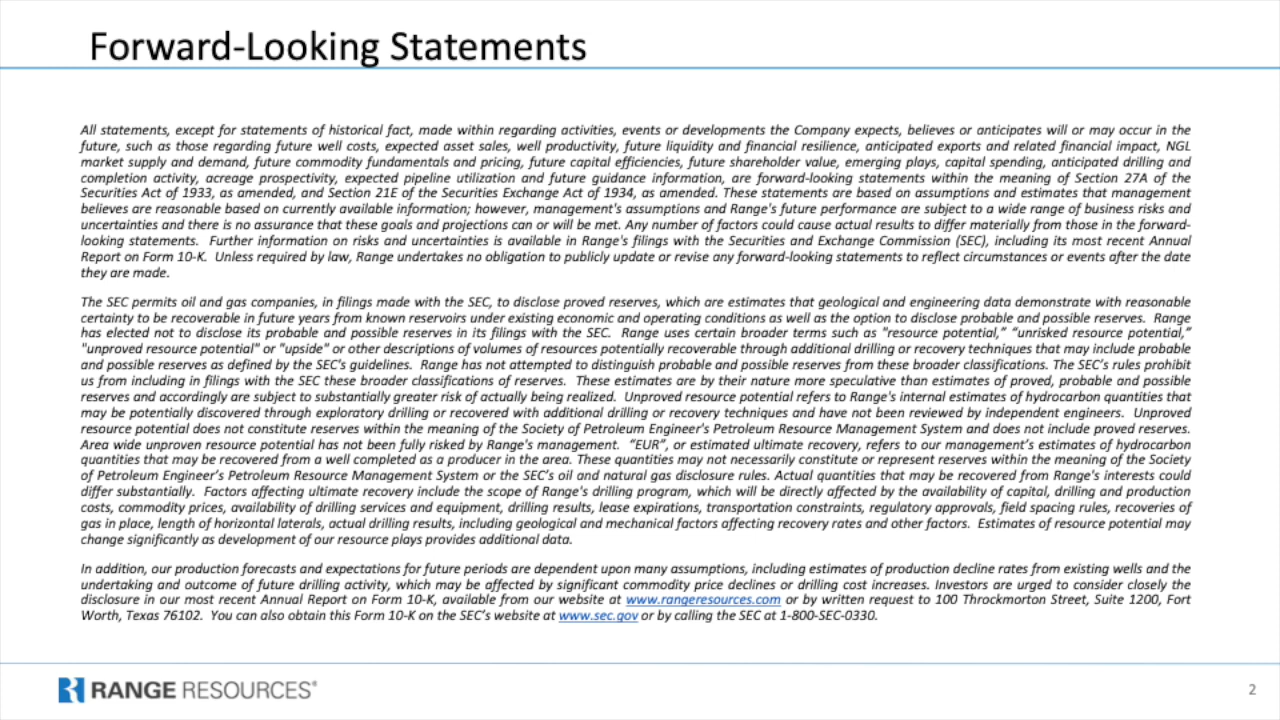 Forward-Looking Statements
All statements, except for statements of historical fact, made within regarding activities, events or developments the Company expects, believes or anticipates will or may occur in the
future, such as those regarding future well costs, expected asset sales, well productivity, future liquidity and financial resilience, anticipated exports and related financial impact, NGL
market supply and demand, future commodity fundamentals and pricing, future capital efficiencies, future shareholder value, emerging plays, capital spending, anticipated drilling and
completion activity, acreage prospectivity, expected pipeline utilization and future guidance information, are forward-looking statements within the meaning of Section 27A of the
Securities Act of 1933, as amended, and Section 21E of the Securities Exchange Act of 1934, as amended. These statements are based on assumptions and estimates that management
believes are reasonable based on currently available information; however, management's assumptions and Range's future performance are subject to a wide range of business risks and
uncertainties and there is no assurance that these goals and projections can or will be met. Any number of factors could cause actual results to differ materially from those in the forward-
looking statements.  Further information on risks and uncertainties is available in Range's filings with the Securities and Exchange Commission (SEC), including its most recent Annual
Report on Form 10-K.  Unless required by law, Range undertakes no obligation to publicly update or revise any forward-looking statements to reflect circumstances or events after the date
they are made.
The SEC permits oil and gas companies, in filings made with the SEC, to disclose proved reserves, which are estimates that geological and engineering data demonstrate with reasonable
certainty to be recoverable in future years from known reservoirs under existing economic and operating conditions as well as the option to disclose probable and possible reserves.  Range
has elected not to disclose its probable and possible reserves in its filings with the SEC.  Range uses certain broader terms such as "resource potential,” “unrisked resource potential,”
"unproved resource potential" or "upside" or other descriptions of volumes of resources potentially recoverable through additional drilling or recovery techniques that may include probable
and possible reserves as defined by the SEC's guidelines.  Range has not attempted to distinguish probable and possible reserves from these broader classifications. The SEC’s rules prohibit
us from including in filings with the SEC these broader classifications of reserves.  These estimates are by their nature more speculative than estimates of proved, probable and possible
reserves and accordingly are subject to substantially greater risk of actually being realized.  Unproved resource potential refers to Range's internal estimates of hydrocarbon quantities that
may be potentially discovered through exploratory drilling or recovered with additional drilling or recovery techniques and have not been reviewed by independent engineers.  Unproved
resource potential does not constitute reserves within the meaning of the Society of Petroleum Engineer's Petroleum Resource Management System and does not include proved reserves.
Area wide unproven resource potential has not been fully risked by Range's management.  “EUR”, or estimated ultimate recovery, refers to our management’s estimates of hydrocarbon
quantities that may be recovered from a well completed as a producer in the area. These quantities may not necessarily constitute or represent reserves within the meaning of the Society
of Petroleum Engineer’s Petroleum Resource Management System or the SEC’s oil and natural gas disclosure rules. Actual quantities that may be recovered from Range's interests could
differ substantially.  Factors affecting ultimate recovery include the scope of Range's drilling program, which will be directly affected by the availability of capital, drilling and production
costs, commodity prices, availability of drilling services and equipment, drilling results, lease expirations, transportation constraints, regulatory approvals, field spacing rules, recoveries of
gas in place, length of horizontal laterals, actual drilling results, including geological and mechanical factors affecting recovery rates and other factors.  Estimates of resource potential may
change significantly as development of our resource plays provides additional data.
In addition, our production forecasts and expectations for future periods are dependent upon many assumptions, including estimates of production decline rates from existing wells and the
undertaking and outcome of future drilling activity, which may be affected by significant commodity price declines or drilling cost increases. Investors are urged to consider closely the
disclosure in our most recent Annual Report on Form 10-K, available from our website at www.rangeresources.com or by written request to 100 Throckmorton Street, Suite 1200, Fort
Worth, Texas 76102.  You can also obtain this Form 10-K on the SEC’s website at www.sec.gov or by calling the SEC at 1-800-SEC-0330.
RANGE RESOURCES®
2